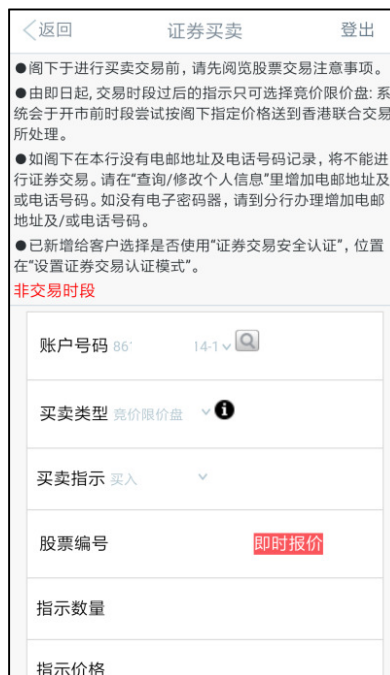 返回 证券买卖 登出
●阁下于进行买卖交易前，请先阅览股票交易注意事项。
●由即日起, 交易时段过后的指示只可选择竞价限价盘: 系
统会于开市前时段尝试按阁下指定价格送到香港联合交易
所处理。
●如阁下在本行没有电邮地址及电话号码记录，将不能进
行证券交易。请在“查询/修改个人信息”里增加电邮地址及
或电话号码。如没有电子密码器，请到分行办理增加电邮
地址及/或电话号码。
●已新增给客户选择是否使用“证券交易安全认证”，位置
在“设置证券交易认证模式”。
非交易时段
账户号码 86 14-1
买卖类型 竞价限价盘
买卖指示 买入
股票编号 即时报价
指示数量
指示价格